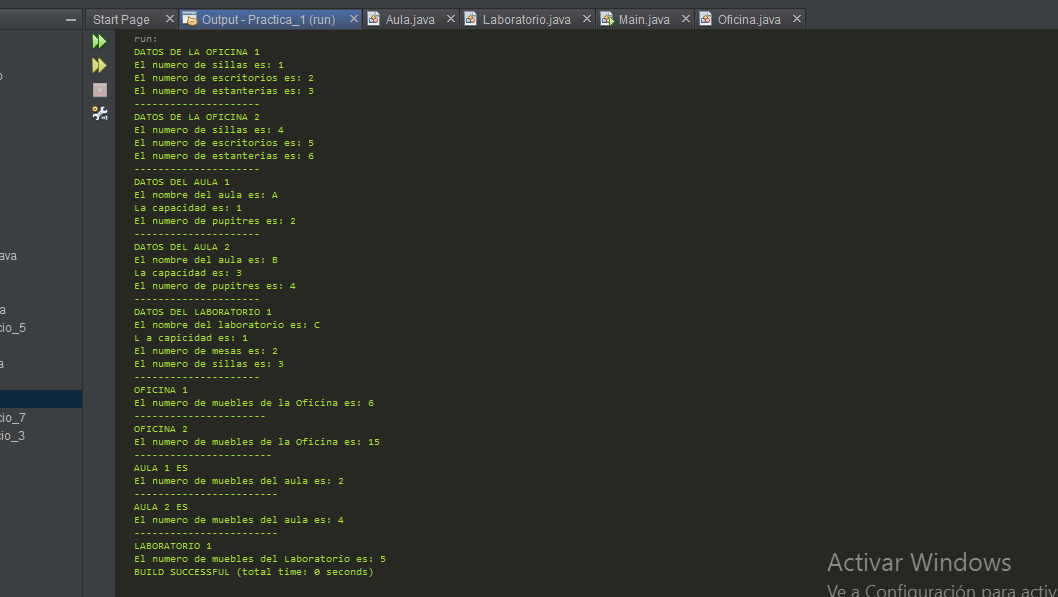 Start Page
Output - Practica_1 (run)
Aula.java
Laboratorio.java
Main.java
Oficina.java
o
ava
a
cio_5
a
cio_7
cio_3
run:
DATOS DE LA OFICINA 1
El numero de sillas es: 1
El numero de escritorios es: 2
El numero de estanterias es: 3
---------------------
DATOS DE LA OFICINA 2
El numero de sillas es: 4
El numero de escritorios es: 5
El numero de estanterias es: 6
---------------------
DATOS DEL AULA 1
El nombre del aula es: A
La capacidad es: 1
El numero de pupitres es: 2
---------------------
DATOS DEL AULA 2
El nombre del aula es: B
La capacidad es: 3
El numero de pupitres es: 4
---------------------
DATOS DEL LABORATORIO 1
El nombre del laboratorio es: C
L a capicidad es: 1
El numero de mesas es: 2
El numero de sillas es: 3
---------------------
OFICINA 1
El numero de muebles de la Oficina es: 6
----------------------
OFICINA 2
El numero de muebles de la Oficina es: 15
-----------------------
AULA 1 ES
El numero de muebles del aula es: 2
------------------------
AULA 2 ES
El numero de muebles del aula es: 4
------------------------
LABORATORIO 1
El numero de muebles del Laboratorio es: 5
BUILD SUCCESSFUL (total time: 0 seconds)
Activar Windows
Ve a Configuración para activ